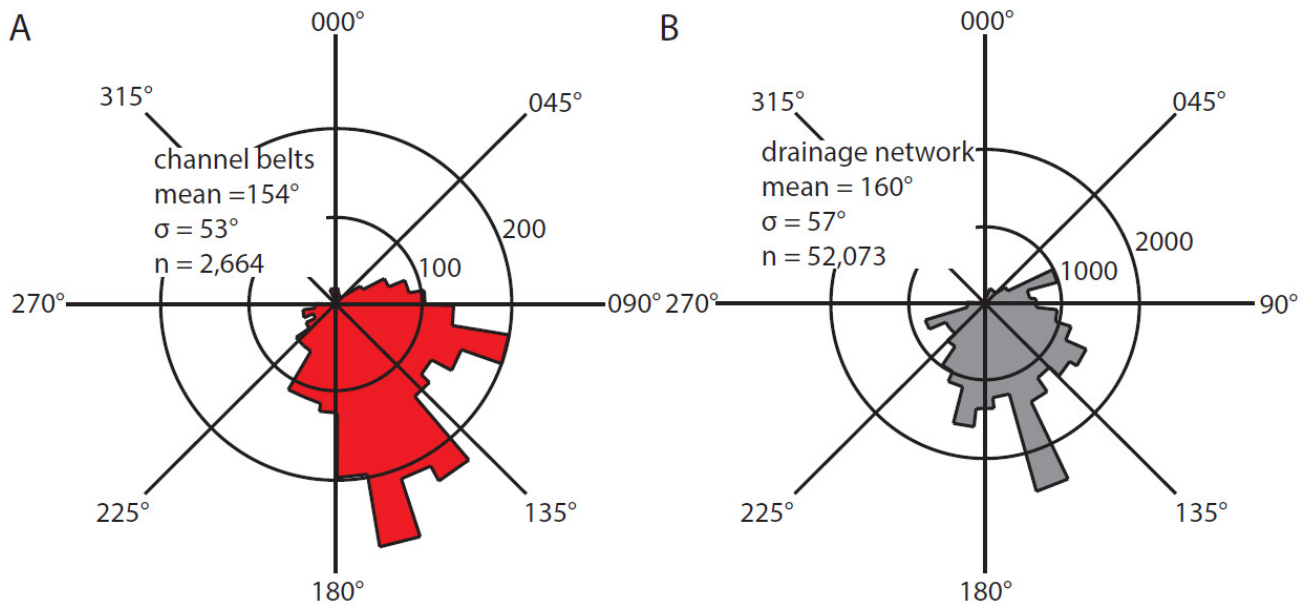 A
000°
315°
045°
channel belts
mean =154°
σ = 53°
n = 2,664
200
100
270°
090°
225°
135°
180°
B
000°
315°
045°
drainage network
mean = 160°
σ = 57°
n = 52,073
2000
1000
270°
90°
225°
135°
180°